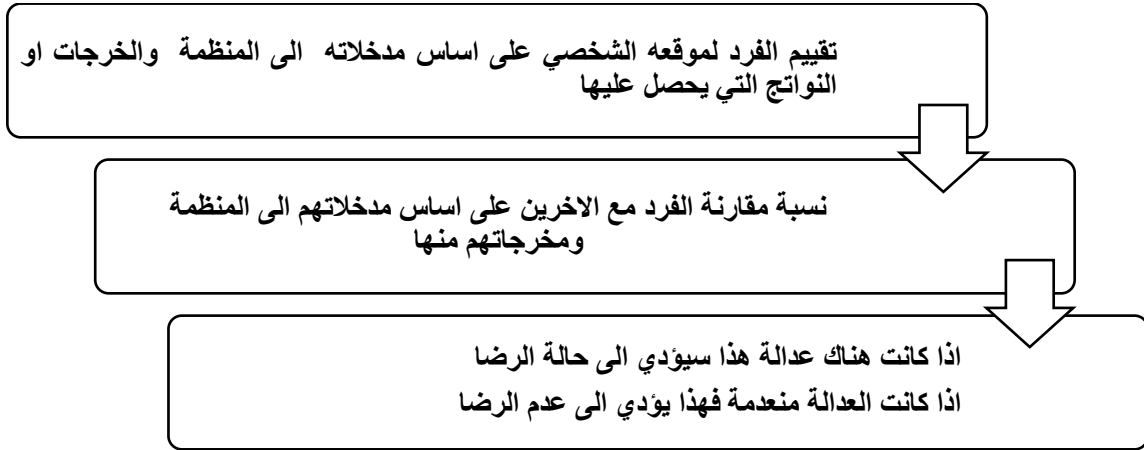 تقييم الفرد لموقعه الشخصي على اساس مدخلاته الى المنظمة والخرجات او
النواتج التي يحصل عليها
نسبة مقارنة الفرد مع الاخرين على اساس مدخلاتهم الى المنظمة
ومخرجاتهم منها
اذا كانت هناك عدالة هذا سيؤدي الى حالة الرضا
اذا كانت العدالة منعدمة فهذا يؤدي الى عدم الرضا